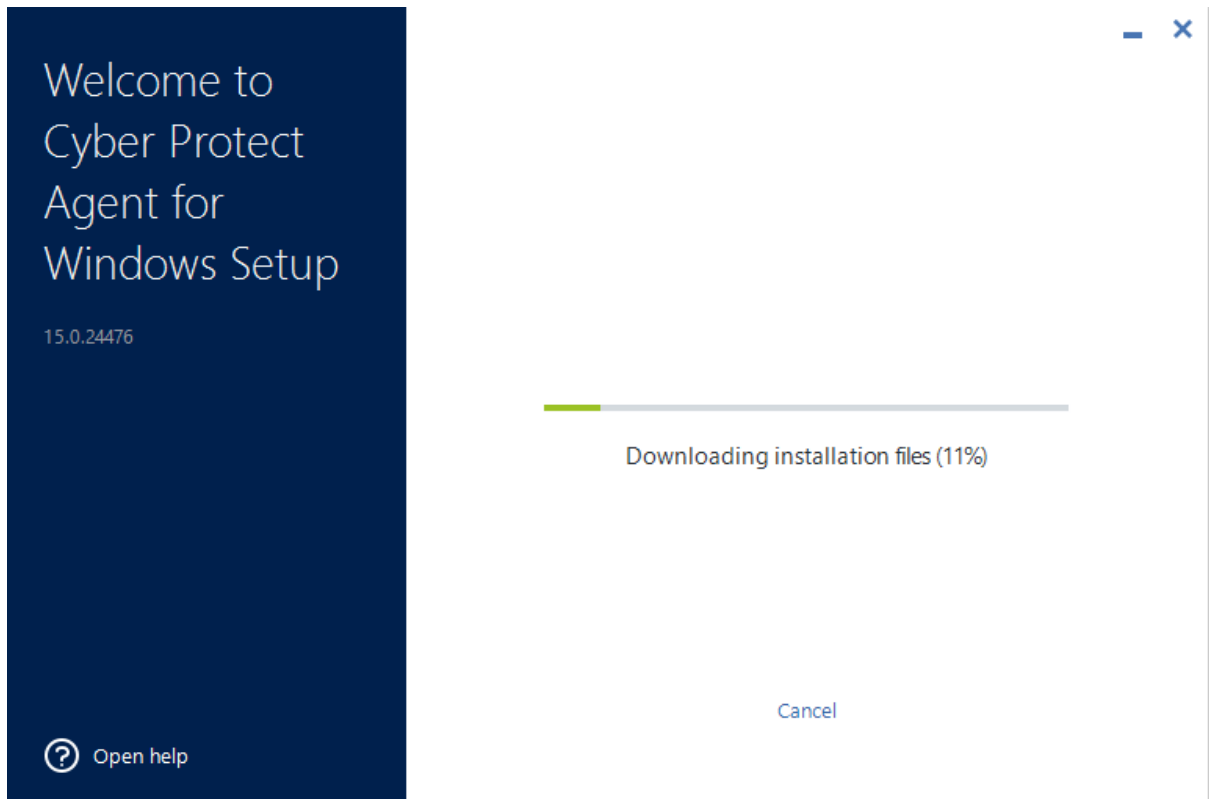 Welcome to
Cyber Protect
Agent for
Windows Setup
15.0.24476
Downloading installation files (11%)
Cancel
? Open help